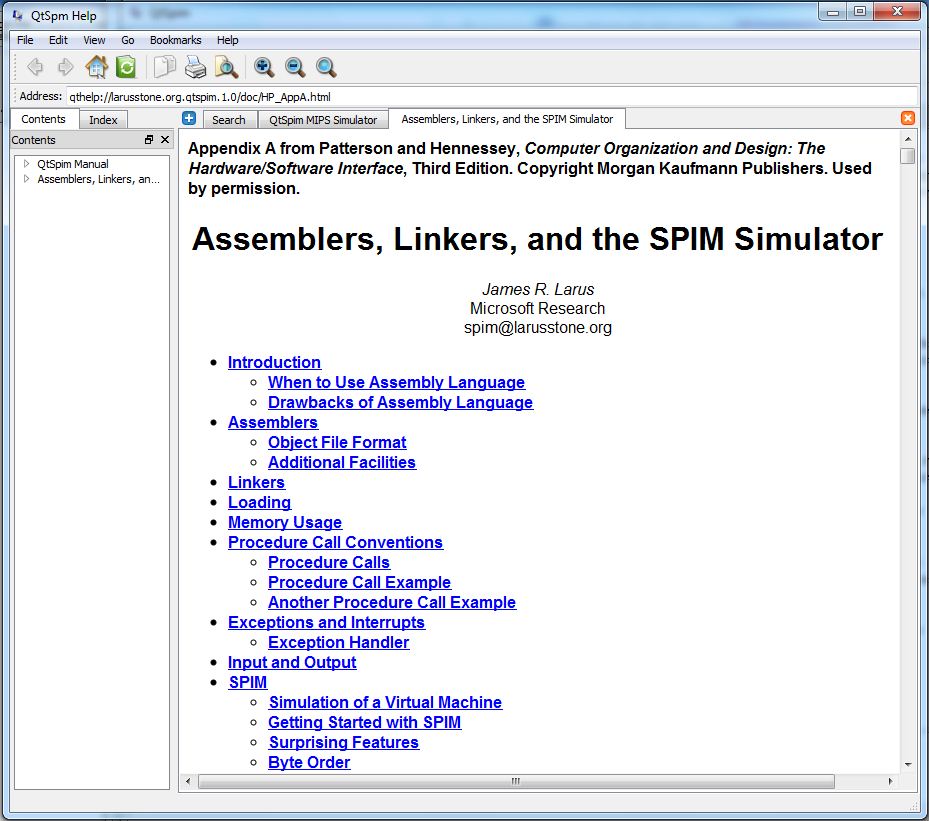 QtSpm Help
QtSpim
File Edit View Go Bookmarks Help
Address: qthelp://larusstone.org.qtspim.1.0/doc/HP_AppA.html
Contents Index
Search QtSpim MIPS Simulator Assemblers, Linkers, and the SPIM Simulator
Contents
QtSpim Manual
Assemblers, Linkers, an...
Appendix A from Patterson and Hennessey, Computer Organization and Design: The
Hardware/Software Interface, Third Edition. Copyright Morgan Kaufmann Publishers. Used
by permission.
Assemblers, Linkers, and the SPIM Simulator
James R. Larus
Microsoft Research
spim@larusstone.org
Introduction
When to Use Assembly Language
Drawbacks of Assembly Language
Assemblers
Object File Format
Additional Facilities
Linkers
Loading
Memory Usage
Procedure Call Conventions
Procedure Calls
Procedure Call Example
Another Procedure Call Example
Exceptions and Interrupts
Exception Handler
Input and Output
SPIM
Simulation of a Virtual Machine
Getting Started with SPIM
Surprising Features
Byte Order